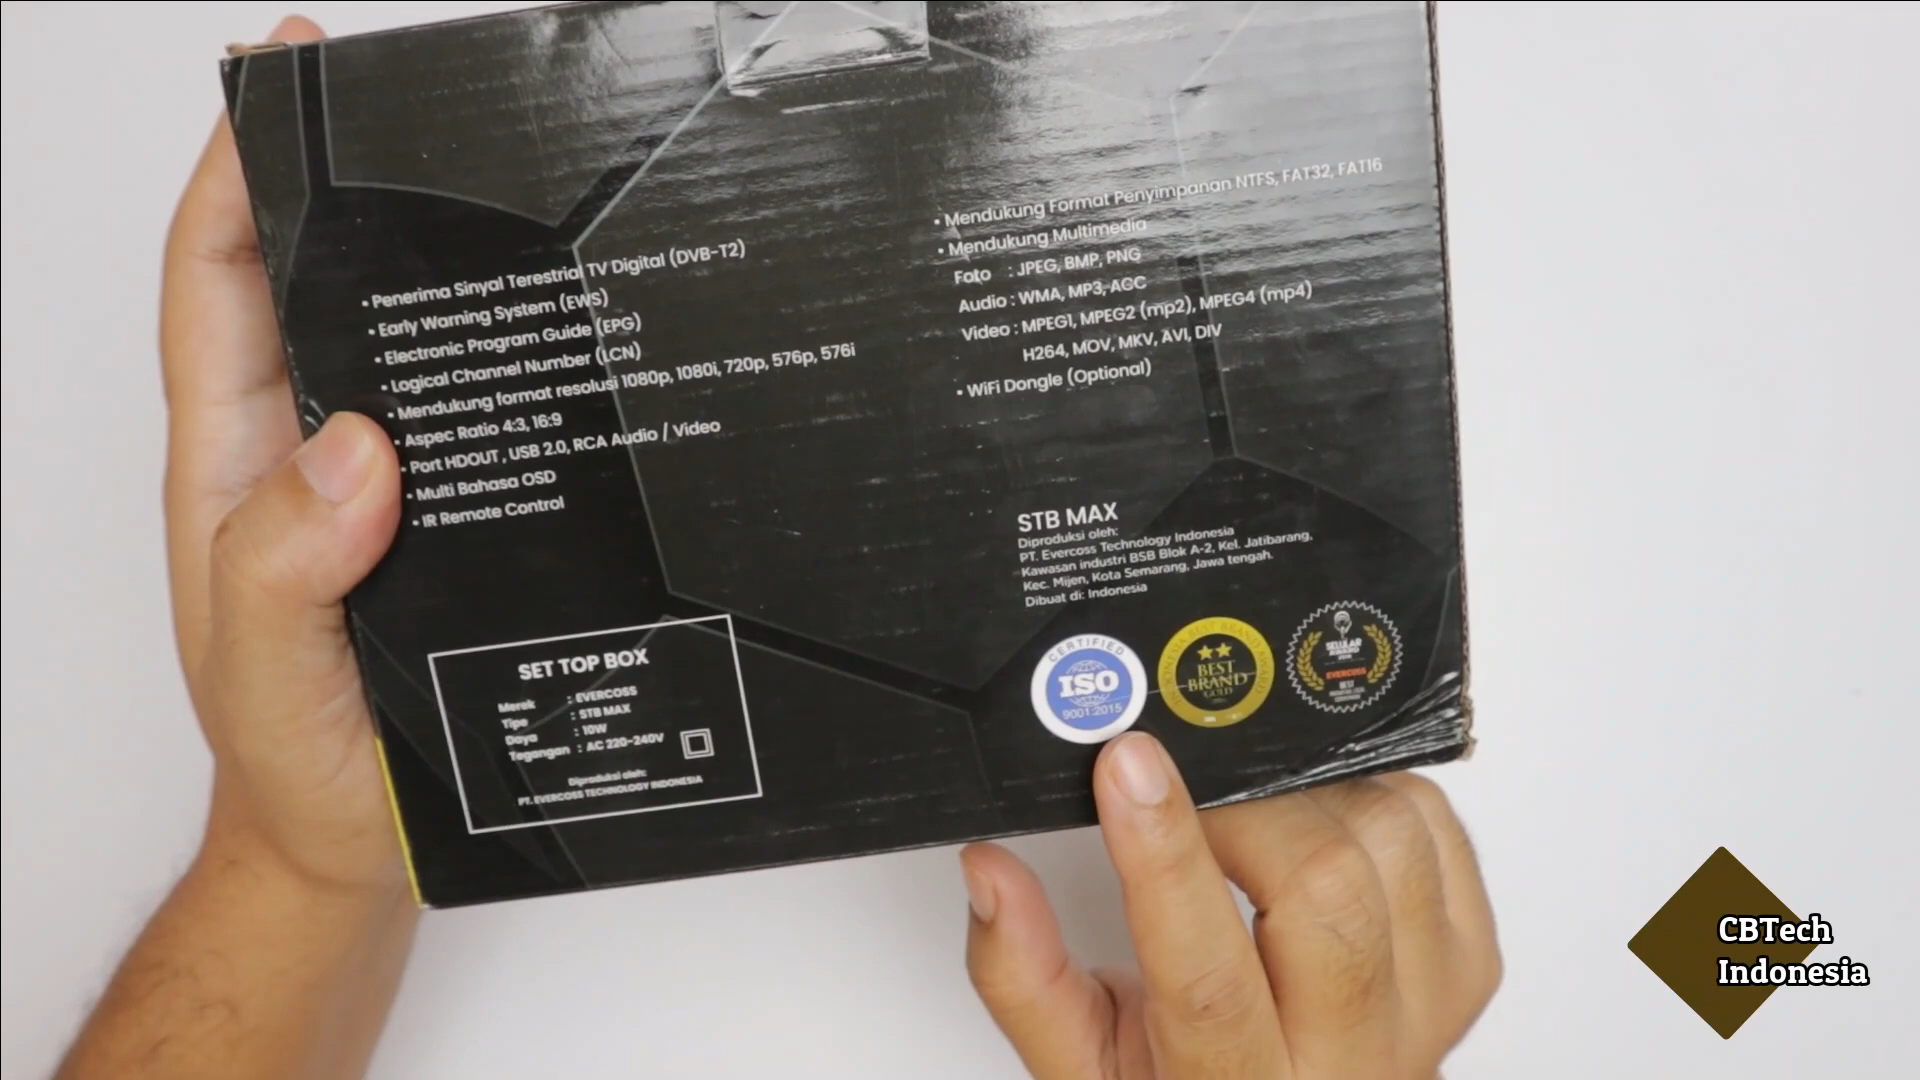 • Penerima Sinyal Terestrial TV Digital (DVB-T2)
• Early Warning System (EWS)
• Electronic Program Guide (EPG)
• Logical Channel Number (LCN)
• Mendukung format resolusi 1080p, 1080i, 720p, 576p, 576i
• Aspec Ratio 4:3, 16:9
• Port HDOUT , USB 2.0, RCA Audio / Video
• Multi Bahasa OSD
• IR Remote Control
• Mendukung Format Penyimpanan NTFS, FAT32, FAT16
• Mendukung Multimedia
Foto : JPEG, BMP, PNG
Audio : WMA, MP3, AGC
Video : MPEG1, MPEG2 (mp2), MPEG4 (mp4)
H264, MOV, MKV, AVI, DIV
• WiFi Dongle (Optional)
STB MAX
Diproduksi oleh:
PT. Evercoss Technology Indonesia
Kawasan industri BSB Blok A-2, Kel. Jatibarang,
Kec. Mijen, Kota Semarang, Jawa tengah.
Dibuat di: Indonesia
SET TOP BOX
Merek : EVERCOSS
Tipe : STB MAX
Daya : 10W
Tegangan : AC 220-240V
Diproduksi oleh:
PT. EVERCOSS TECHNOLOGY INDONESIA
CERTIFIED
ISO
9001:2015
BEST
BRAND
GOLD
SELULAR
AWARD
EVERCOSS
BEST
CBTech
Indonesia